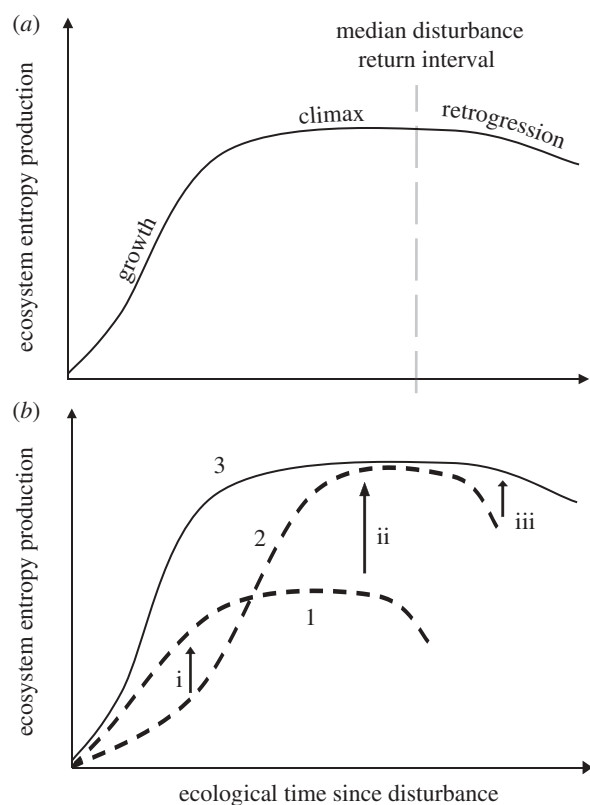 (a)
median disturbance
return interval
climax
retrogression
growth
ecosystem entropy production
(b)
3
2
ii
iii
1
i
ecosystem entropy production
ecological time since disturbance